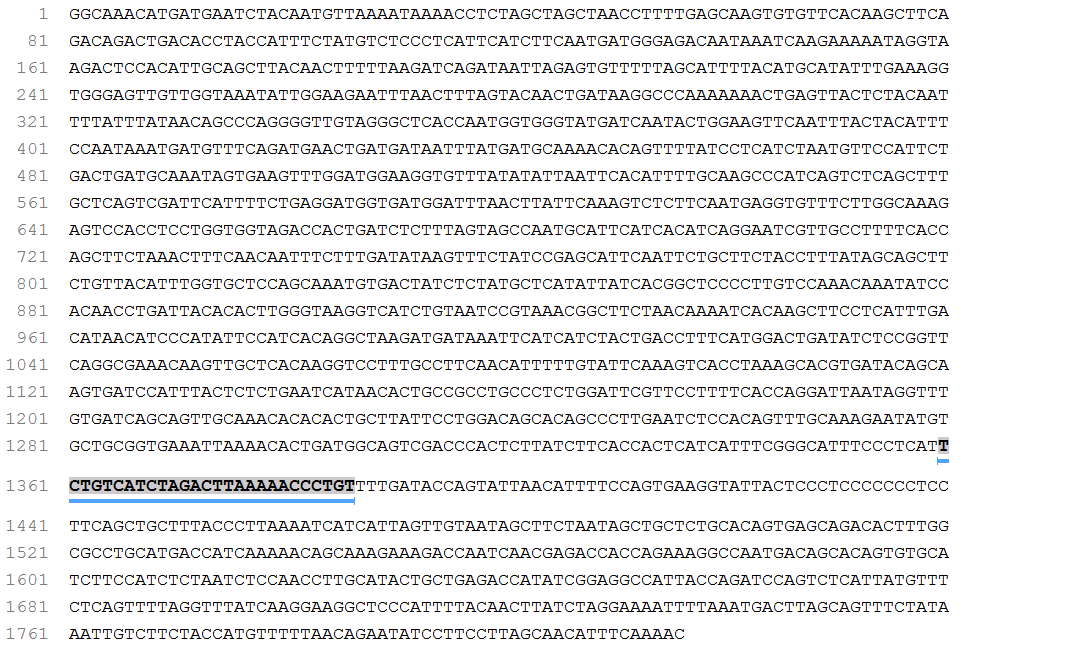 1 GGCAAACATGATGAATCTACAATGTTAAAATAAAACCTCTAGCTAGCTAACCTTTTGAGCAAGTGTGTTCACAAGCTTCA
81 GACAGACTGACACCTACCATTTCTATGTCTCCCTCATTCATCTTCAATGATGGGAGACAATAAATCAAGAAAAATAGGTA
161 AGACTCCACATTGCAGCTTACAACTTTTTAAGATCAGATAATTAGAGTGTTTTTAGCATTTTACATGCATATTTGAAAGG
241 TGGGAGTTGTTGGTAAATATTGGAAGAATTTAACTTTAGTACAACTGATAAGGCCCAAAAAAACTGAGTTACTCTACAAT
321 TTTATTTATAACAGCCCAGGGGTTGTAGGGCTCACCAATGGTGGGTATGATCAATACTGGAAGTTCAATTTACTACATTT
401 CCAATAAATGATGTTTCAGATGAACTGATGATAATTTATGATGCAAAACACAGTTTTATCCTCATCTAATGTTCCATTCT
481 GACTGATGCAAATAGTGAAGTTTGGATGGAAGGTGTTTATATATTAATTCACATTTTGCAAGCCCATCAGTCTCAGCTTT
561 GCTCAGTCGATTCATTTTCTGAGGATGGTGATGGATTTAACTTATTCAAAGTCTCTTCAATGAGGTGTTTCTTGGCAAAG
641 AGTCCACCTCCTGGTGGTAGACCACTGATCTCTTTAGTAGCCAATGCATTCATCACATCAGGAATCGTTGCCTTTTCACC
721 AGCTTCTAAACTTTCAACAATTTCTTTGATATAAGTTTCTATCCGAGCATTCAATTCTGCTTCTACCTTTATAGCAGCTT
801 CTGTTACATTTGGTGCTCCAGCAAATGTGACTATCTCTATGCTCATATTATCACGGCTCCCCTTGTCCAAACAAATATCC
881 ACAACCTGATTACACACTTGGGTAAGGTCATCTGTAATCCGTAAACGGCTTCTAACAAAATCACAAGCTTCCTCATTTGA
961 CATAACATCCCATATTCCATCACAGGCTAAGATGATAAATTCATCATCTACTGACCTTTCATGGACTGATATCTCCGGTT
1041 CAGGCGAAACAAGTTGCTCACAAGGTCCTTTGCCTTCAACATTTTTGTATTCAAAGTCACCTAAAGCACGTGATACAGCA
1121 AGTGATCCATTTACTCTCTGAATCATAACACTGCCGCCTGCCCTCTGGATTCGTTCCTTTTCACCAGGATTAATAGGTTT
1201 GTGATCAGCAGTTGCAAACACACACTGCTTATTCCTGGACAGCACAGCCCTTGAATCTCCACAGTTTGCAAAGAATATGT
1281 GCTGCGGTGAAATTAAAACACTGATGGCAGTCGACCCACTCTTATCTTCACCACTCATCATTTCGGGCATTTCCCTCATT
1361 CTGTCATCTAGACTTAAAAACCCTGTTTTGATACCAGTATTAACATTTTCCAGTGAAGGTATTACTCCCTCCCCCCCTCC
1441 TTCAGCTGCTTTACCCTTAAAATCATCATTAGTTGTAATAGCTTCTAATAGCTGCTCTGCACAGTGAGCAGACACTTTGG
1521 CGCCTGCATGACCATCAAAAACAGCAAAGAAAGACCAATCAACGAGACCACCAGAAAGGCCAATGACAGCACAGTGTGCA
1601 TCTTCCATCTCTAATCTCCAACCTTGCATACTGCTGAGACCATATCGGAGGCCATTACCAGATCCAGTCTCATTATGTTT
1681 CTCAGTTTTAGGTTTATCAAGGAAGGCTCCCATTTTACAACTTATCTAGGAAAATTTTAAATGACTTAGCAGTTTCTATA
1761 AATTGTCTTCTACCATGTTTTTAACAGAATATCCTTCCTTAGCAACATTTCAAAAC